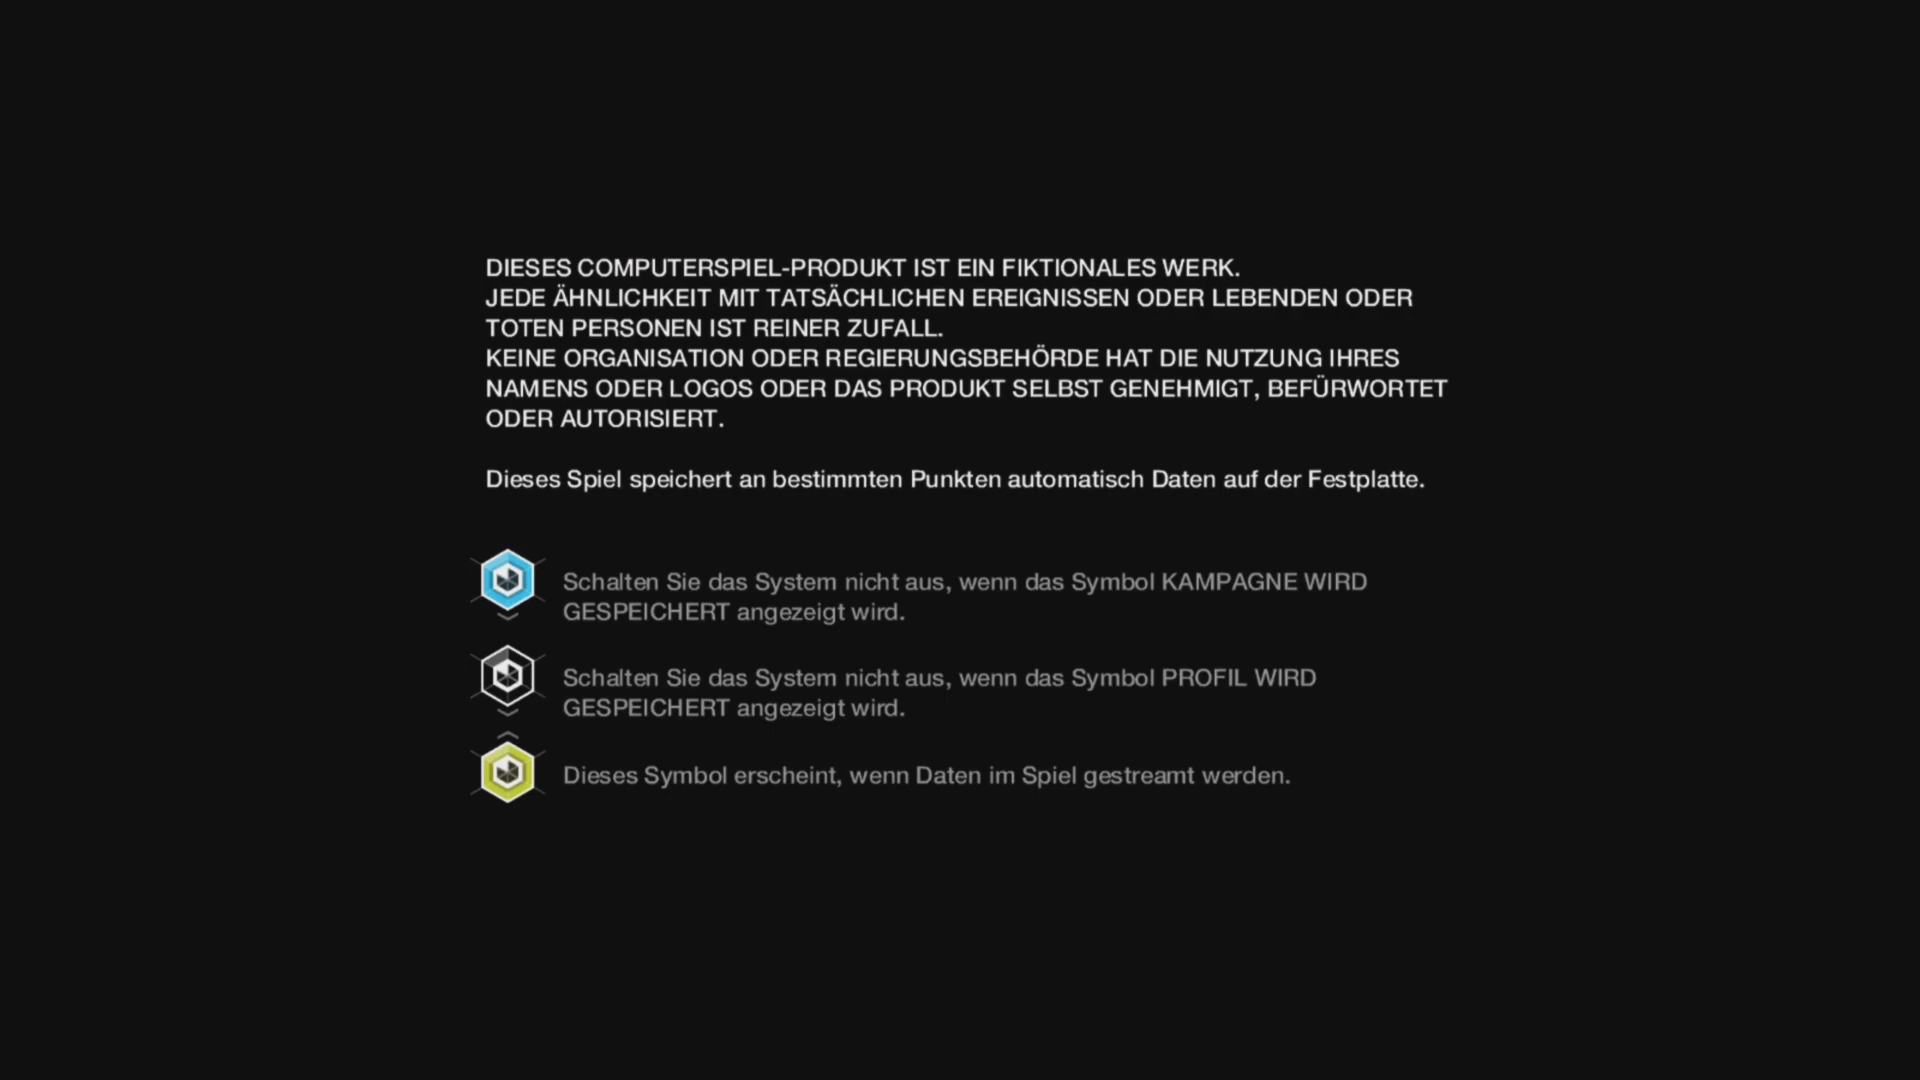 DIESES COMPUTERSPIEL-PRODUKT IST EIN FIKTIONALES WERK.
JEDE ÄHNLICHKEIT MIT TATSÄCHLICHEN EREIGNISSEN ODER LEBENDEN ODER
TOTEN PERSONEN IST REINER ZUFALL.
KEINE ORGANISATION ODER REGIERUNGSBEHÖRDE HAT DIE NUTZUNG IHRES
NAMENS ODER LOGOS ODER DAS PRODUKT SELBST GENEHMIGT, BEFÜRWORTET
ODER AUTORISIERT.
Dieses Spiel speichert an bestimmten Punkten automatisch Daten auf der Festplatte.
Schalten Sie das System nicht aus, wenn das Symbol KAMPAGNE WIRD
GESPEICHERT angezeigt wird.
Schalten Sie das System nicht aus, wenn das Symbol PROFIL WIRD
GESPEICHERT angezeigt wird.
Dieses Symbol erscheint, wenn Daten im Spiel gestreamt werden.